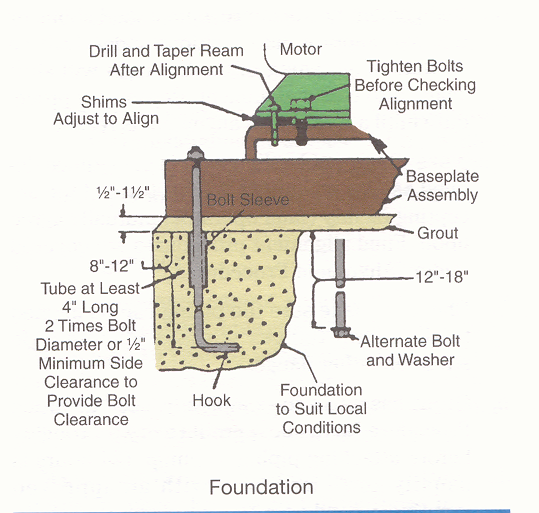 Drill and Taper Ream
After Alignment
Motor
Tighten Bolts
Before Checking
Alignment
Shims
Adjust to Align
Baseplate
Assembly
½"-1½"
Bolt Sleeve
Grout
8"-12"
12"-18"
Tube at Least
4" Long
2 Times Bolt
Diameter or ½"
Minimum Side
Clearance to
Provide Bolt
Clearance
Alternate Bolt
and Washer
Hook
Foundation
to Suit Local
Conditions
Foundation